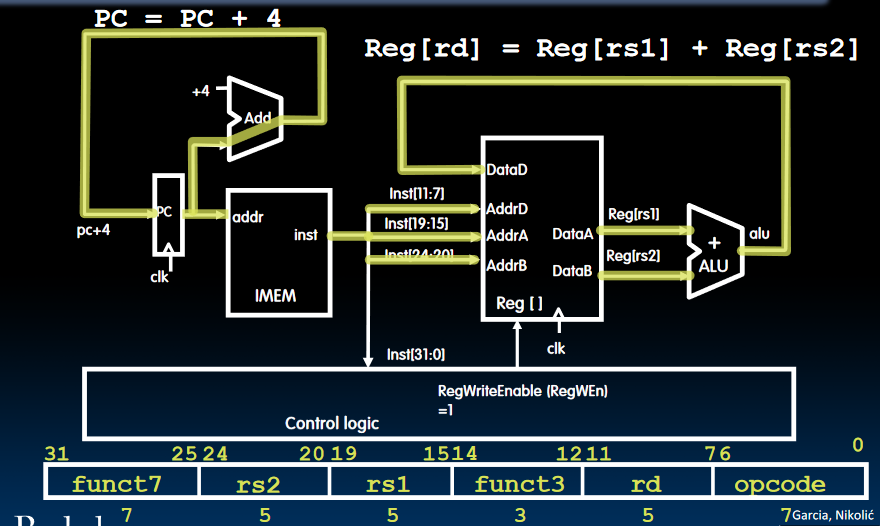 PC = PC + 4
Reg[rd] = Reg[rs1] + Reg[rs2]
+4
Add
DataD
Inst[11:7]
AddrD
PC
addr
Inst[19:15]
Reg[rs1]
pc+4
inst
AddrA
DataA
+
alu
Inst[24:20]
AddrB
DataB
Reg[rs2]
ALU
clk
IMEM
Reg [ ]
clk
Inst[31:0]
RegWriteEnable (RegWEn)
=1
Control logic
31 25 24 20 19 15 14 12 11 7 6 0
funct7 rs2 rs1 funct3 rd opcode
7 5 5 3 5 7
Garcia, Nikolić